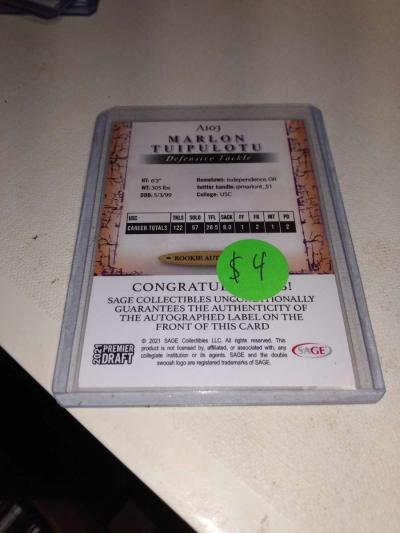 A103
MARLON
TUIPULOTU
Defensive Tackle
HT: 6'3"
WT: 305 lbs
DOB: 5/3/99
Hometown: Independence, OR
twitter handle: @marlont_51
College: USC
USC TKLS SOLO TFL SACK FF FR INT PD
CAREER TOTALS 122 67 26.5 8.0 1 2 1 2
ROOKIE AUT
$4
CONGRATU S!
SAGE COLLECTIBLES UNCONDITIONALLY
GUARANTEES THE AUTHENTICITY OF
THE AUTOGRAPHED LABEL ON THE
FRONT OF THIS CARD
2021 PREMIER
DRAFT
© 2021 SAGE Collectibles LLC. All rights reserved. This
product is not licensed by, affiliated, or associated with, any
collegiate institution or its agents. SAGE and the double
swoosh logo are registered trademarks of SAGE.
SAGE